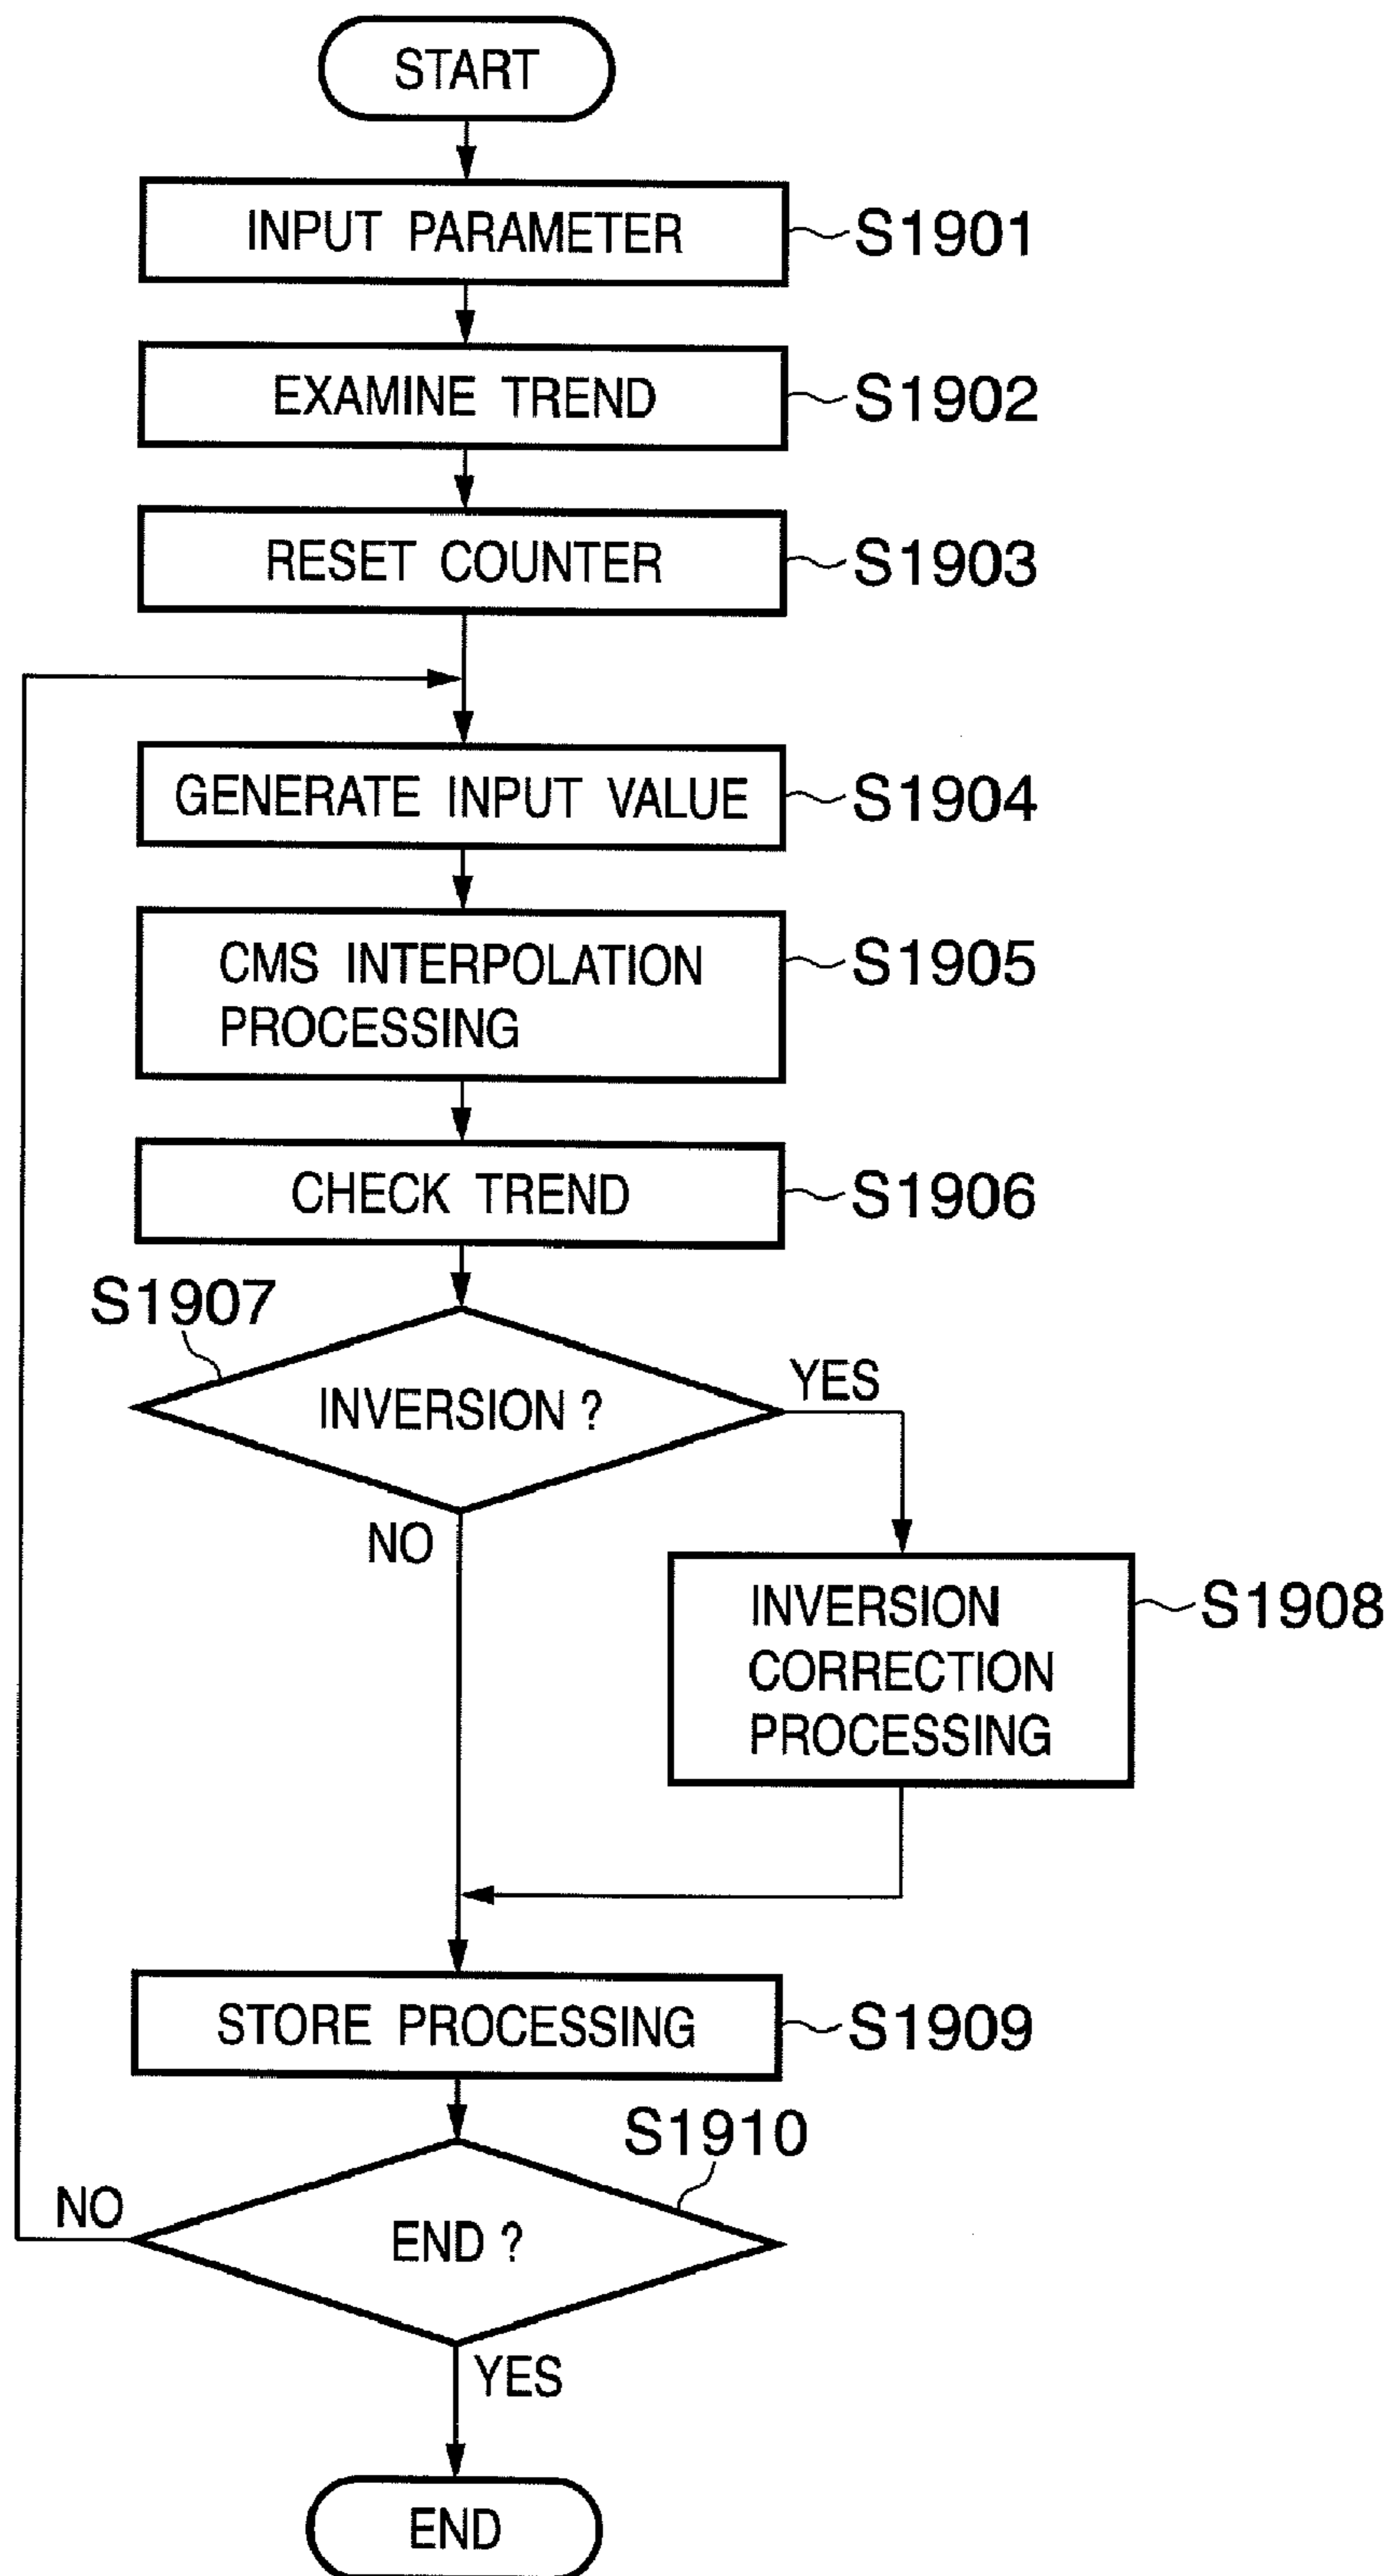 START
INPUT PARAMETER
S1901
EXAMINE TREND
S1902
RESET COUNTER
S1903
GENERATE INPUT VALUE
S1904
CMS INTERPOLATION
PROCESSING
S1905
CHECK TREND
S1906
S1907
INVERSION ?
YES
NO
INVERSION
CORRECTION
PROCESSING
S1908
STORE PROCESSING
S1909
S1910
NO
END ?
YES
END